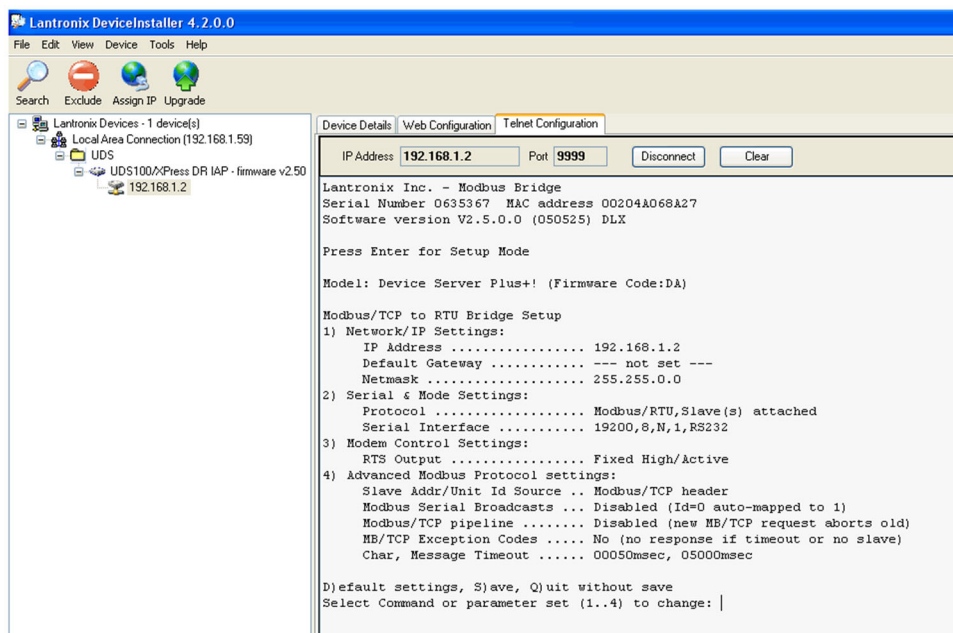 Lantronix DeviceInstaller 4.2.0.0
File Edit View Device Tools Help
Search Exclude Assign IP Upgrade
Lantronix Devices - 1 device(s)
Local Area Connection (192.168.1.59)
UDS
UDS100/XPress DR IAP - firmware v2.50
192.168.1.2
Device Details Web Configuration Telnet Configuration
IP Address 192.168.1.2 Port 9999 Disconnect Clear
Lantronix Inc. - Modbus Bridge
Serial Number 0635367 MAC address 00204A068A27
Software version V2.5.0.0 (050525) DLX
Press Enter for Setup Mode
Model: Device Server Plus+! (Firmware Code:DA)
Modbus/TCP to RTU Bridge Setup
1) Network/IP Settings:
IP Address ................. 192.168.1.2
Default Gateway ............ --- not set ---
Netmask .................... 255.255.0.0
2) Serial & Mode Settings:
Protocol ................... Modbus/RTU,Slave(s) attached
Serial Interface ........... 19200,8,N,1,RS232
3) Modem Control Settings:
RTS Output ................. Fixed High/Active
4) Advanced Modbus Protocol settings:
Slave Addr/Unit Id Source .. Modbus/TCP header
Modbus Serial Broadcasts ... Disabled (Id=0 auto-mapped to 1)
Modbus/TCP pipeline ........ Disabled (new MB/TCP request aborts old)
MB/TCP Exception Codes ..... No (no response if timeout or no slave)
Char, Message Timeout ...... 00050msec, 05000msec
D)efault settings, S)ave, Q)uit without save
Select Command or parameter set (1..4) to change: